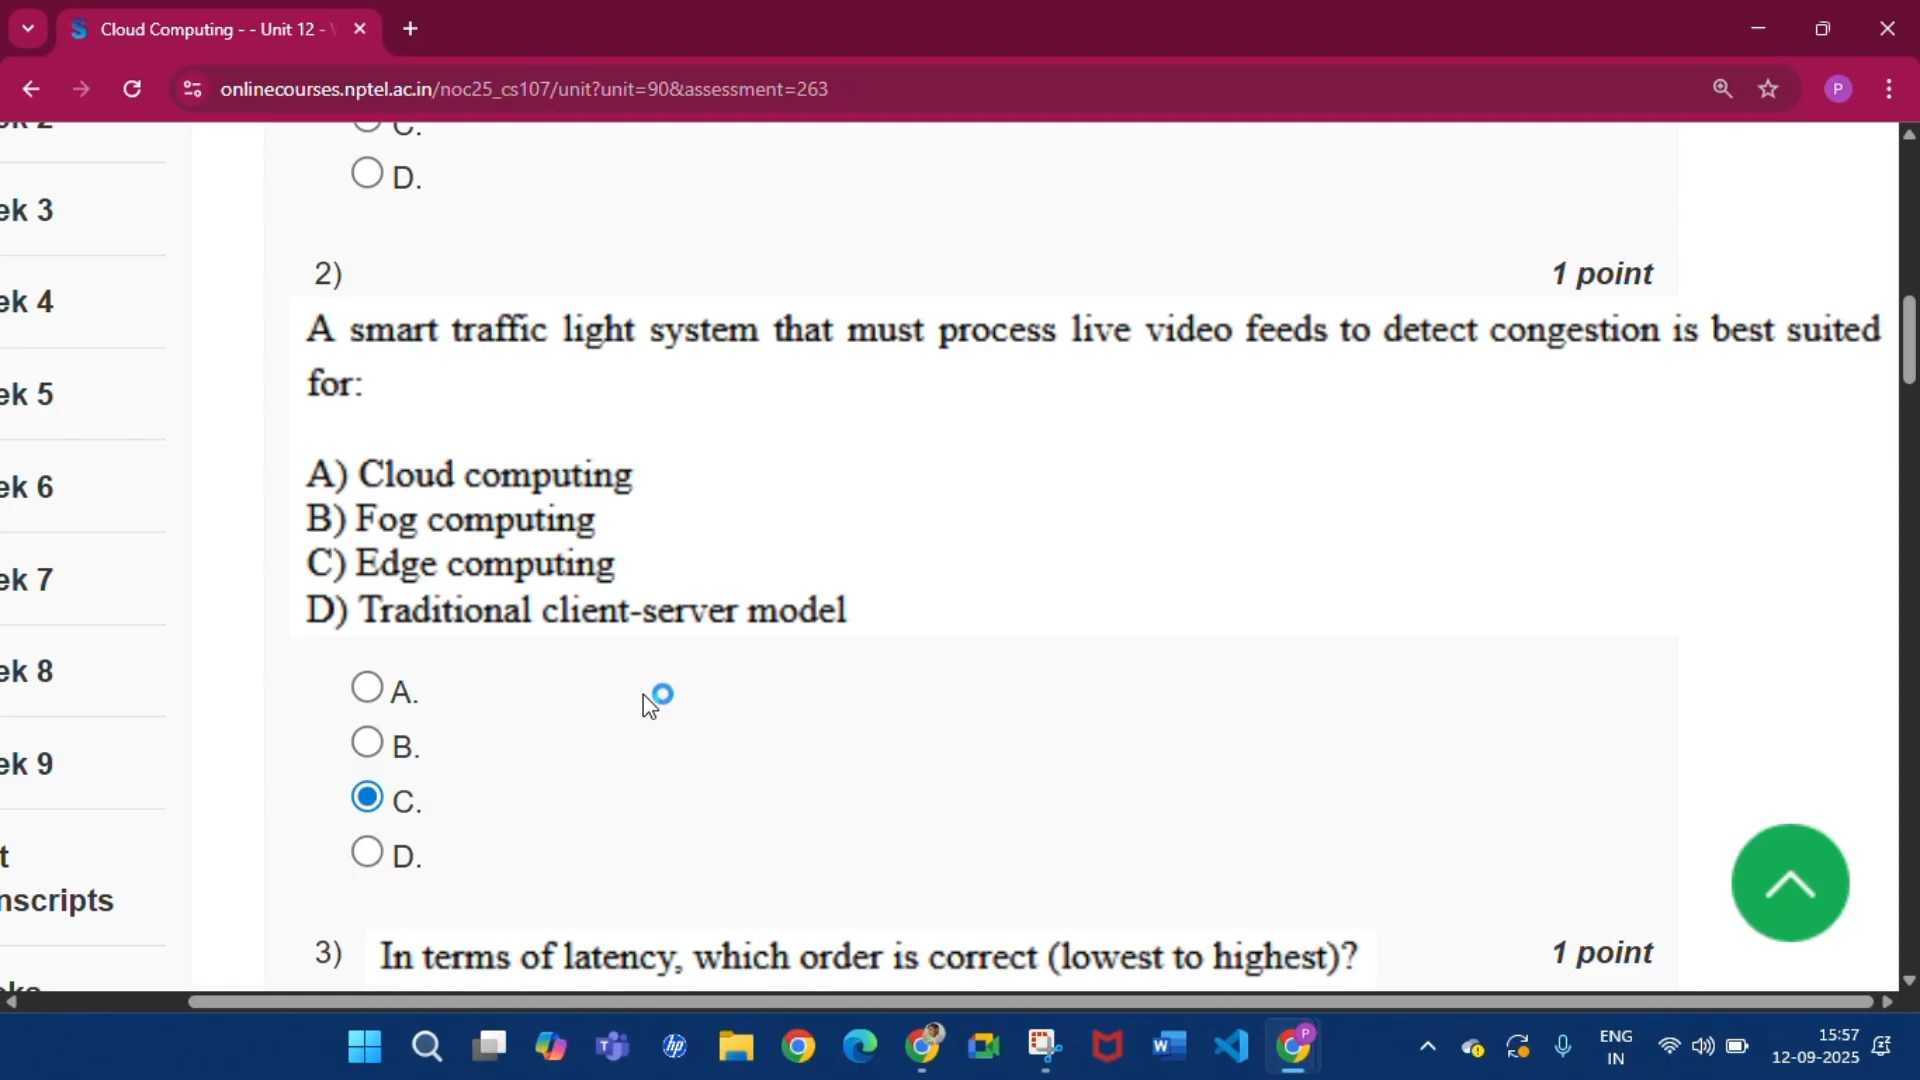 Cloud Computing - - Unit 12 -
onlinecourses.nptel.ac.in/noc25_cs107/unit?unit=90&assessment=263
P
C.
D.
ek 3
ek 4
ek 5
ek 6
ek 7
ek 8
ek 9
t
nscripts
2)
1 point
A smart traffic light system that must process live video feeds to detect congestion is best suited
for:
A) Cloud computing
B) Fog computing
C) Edge computing
D) Traditional client-server model
A.
B.
C.
D.
3)
In terms of latency, which order is correct (lowest to highest)?
1 point
ENG
IN
15:57
12-09-2025